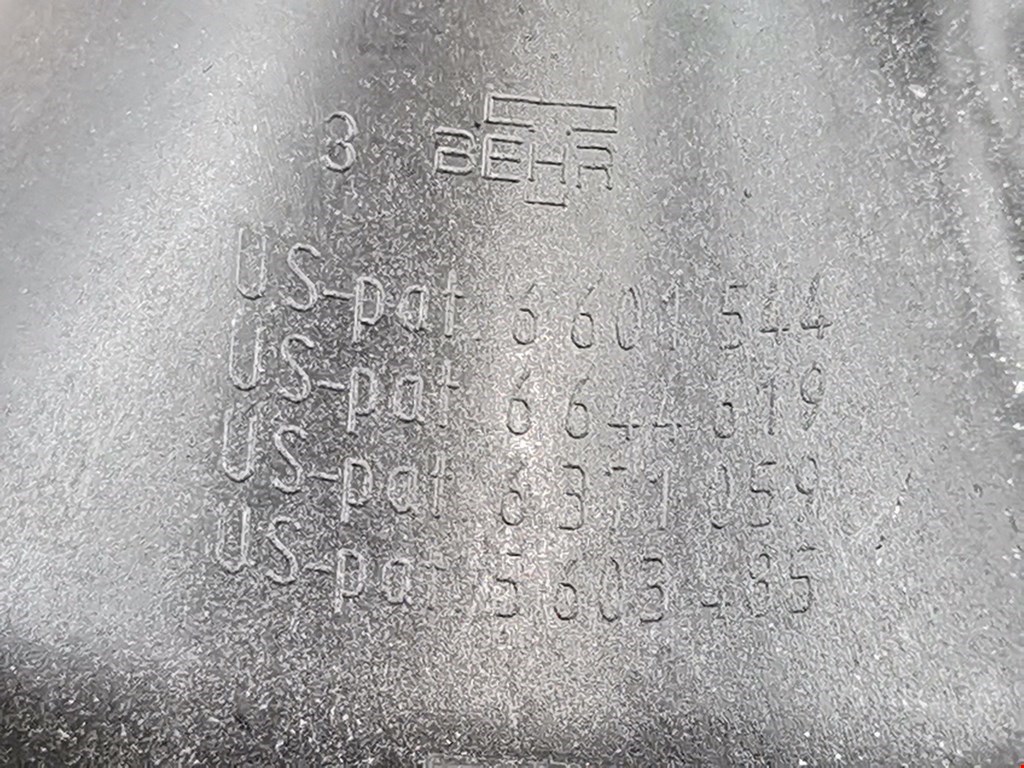 3 BEHR
US-pat 6 601 544
US-pat 6 644 619
US-pat 6 371 059
US-pat 5 603 485